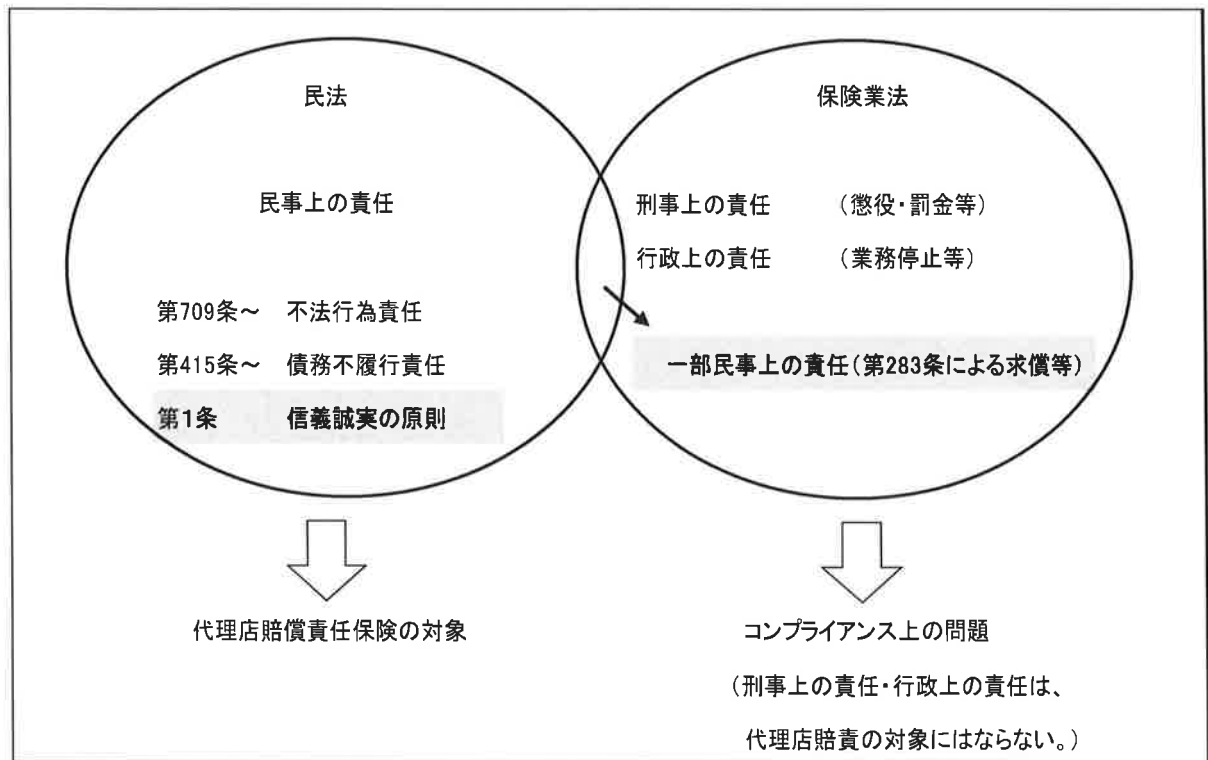 民法
民事上の責任
第709条～ 不法行為責任
第415条～ 債務不履行責任
第1条 信義誠実の原則
代理店賠償責任保険の対象
保険業法
刑事上の責任 (懲役・罰金等)
行政上の責任 (業務停止等)
一部民事上の責任(第283条による求償等)
コンプライアンス上の問題
(刑事上の責任・行政上の責任は、
代理店賠責の対象にはならない。)